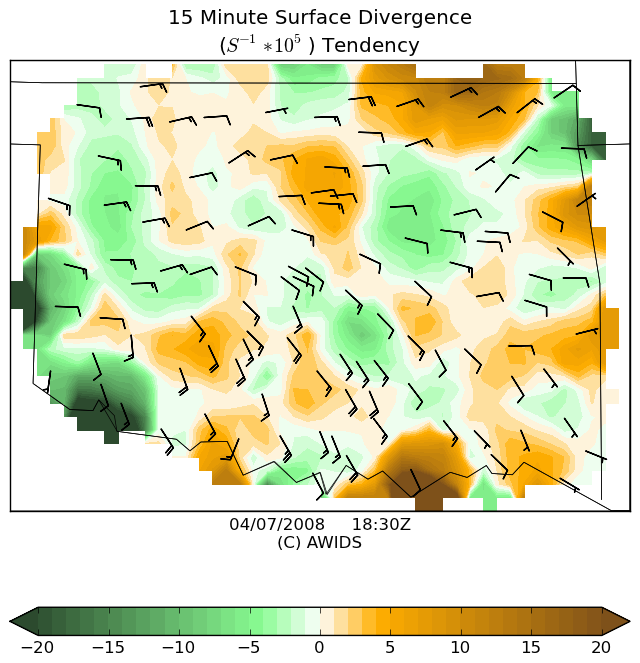 15 Minute Surface Divergence
(S⁻¹ *10⁵ ) Tendency
04/07/2008 18:30Z
(C) AWIDS
−20 −15 −10 −5 0 5 10 15 20